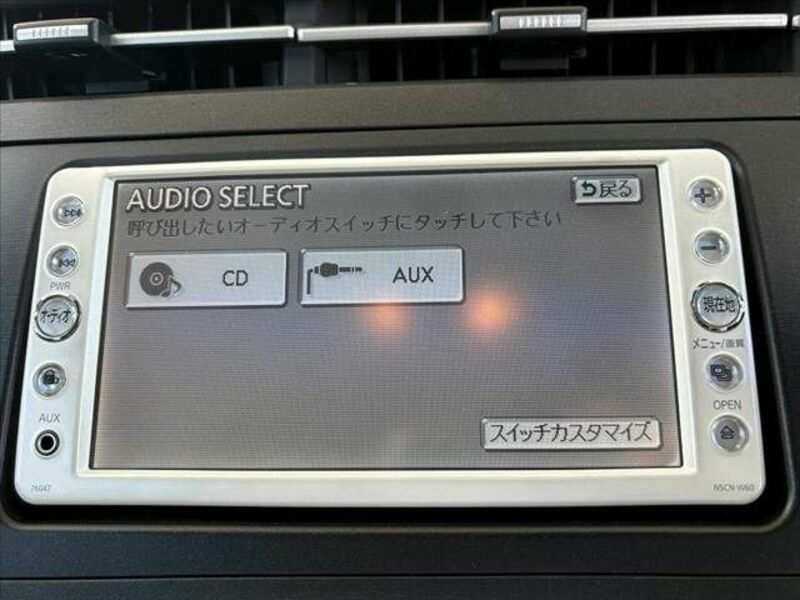 AUDIO SELECT
戻る
呼び出したいオーディオスイッチにタッチして下さい
CD
AUX
スイッチカスタマイズ
PWR
オーディオ
AUX
76047
現在地
メニュー/画質
OPEN
NSCN-W60